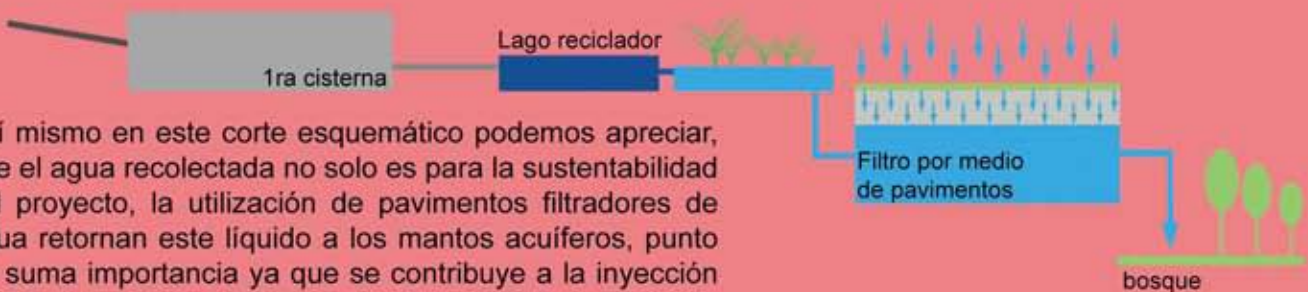 Lago reciclador
1ra cisterna
í mismo en este corte esquemático podemos apreciar,
e el agua recolectada no solo es para la sustentabilidad
l proyecto, la utilización de pavimentos filtradores de
ua retornan este líquido a los mantos acuíferos, punto
suma importancia ya que se contribuye a la inyección
Filtro por medio
de pavimentos
bosque